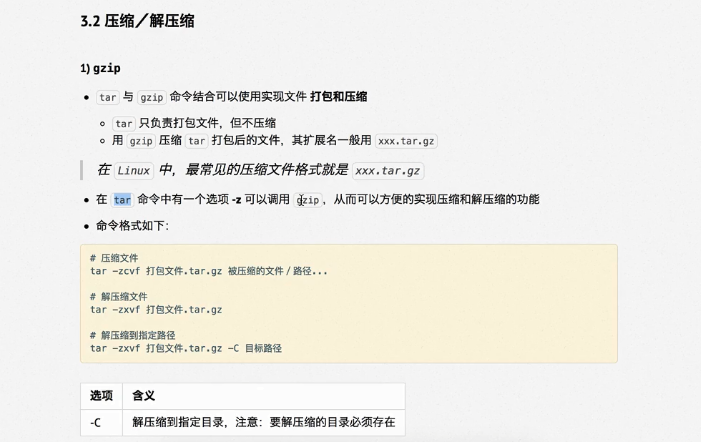 3.2 压缩／解压缩
1) gzip
• tar 与 gzip 命令结合可以使用实现文件 打包和压缩
◦ tar 只负责打包文件，但不压缩
◦ 用 gzip 压缩 tar 打包后的文件，其扩展名一般用 xxx.tar.gz
在 Linux 中，最常见的压缩文件格式就是 xxx.tar.gz
• 在 tar 命令中有一个选项 -z 可以调用 gzip，从而可以方便的实现压缩和解压缩的功能
• 命令格式如下：
# 压缩文件
tar -zcvf 打包文件.tar.gz 被压缩的文件／路径...
# 解压缩文件
tar -zxvf 打包文件.tar.gz
# 解压缩到指定路径
tar -zxvf 打包文件.tar.gz -C 目标路径
选项 含义
-C 解压缩到指定目录，注意：要解压缩的目录必须存在